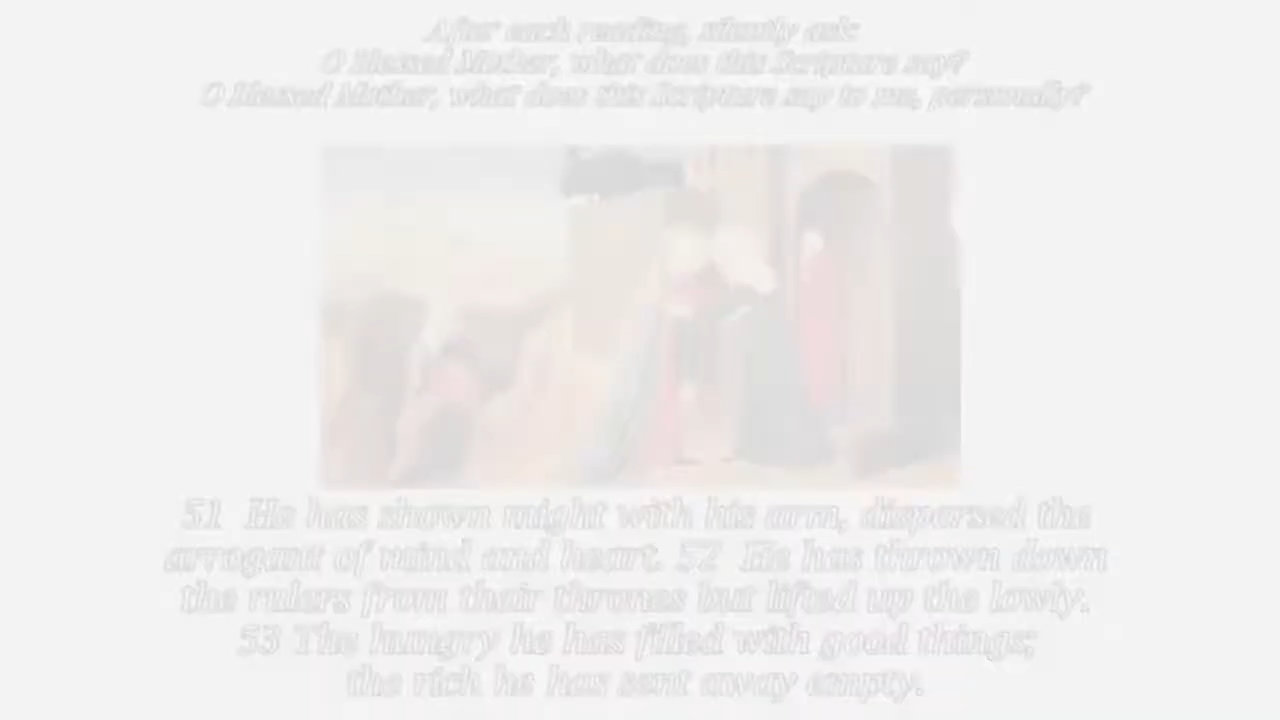 After each reading, silently ask:
O Blessed Mother, what does this Scripture say?
O Blessed Mother, what does this Scripture say to me, personally?
51 He has shown might with his arm, dispersed the
arrogant of mind and heart. 52 He has thrown down
the rulers from their thrones but lifted up the lowly.
53 The hungry he has filled with good things;
the rich he has sent away empty.